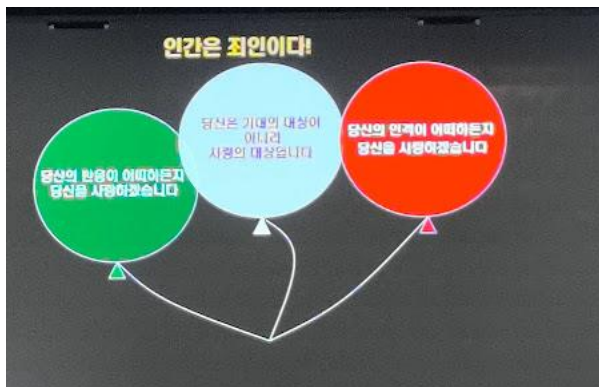 인간은 죄인이다!
당신의 반응이 어떠하든지
당신을 사랑하겠습니다
당신은 기대의 대상이
아니라
사랑의 대상입니다
당신의 인격이 어떠하든지
당신을 사랑하겠습니다